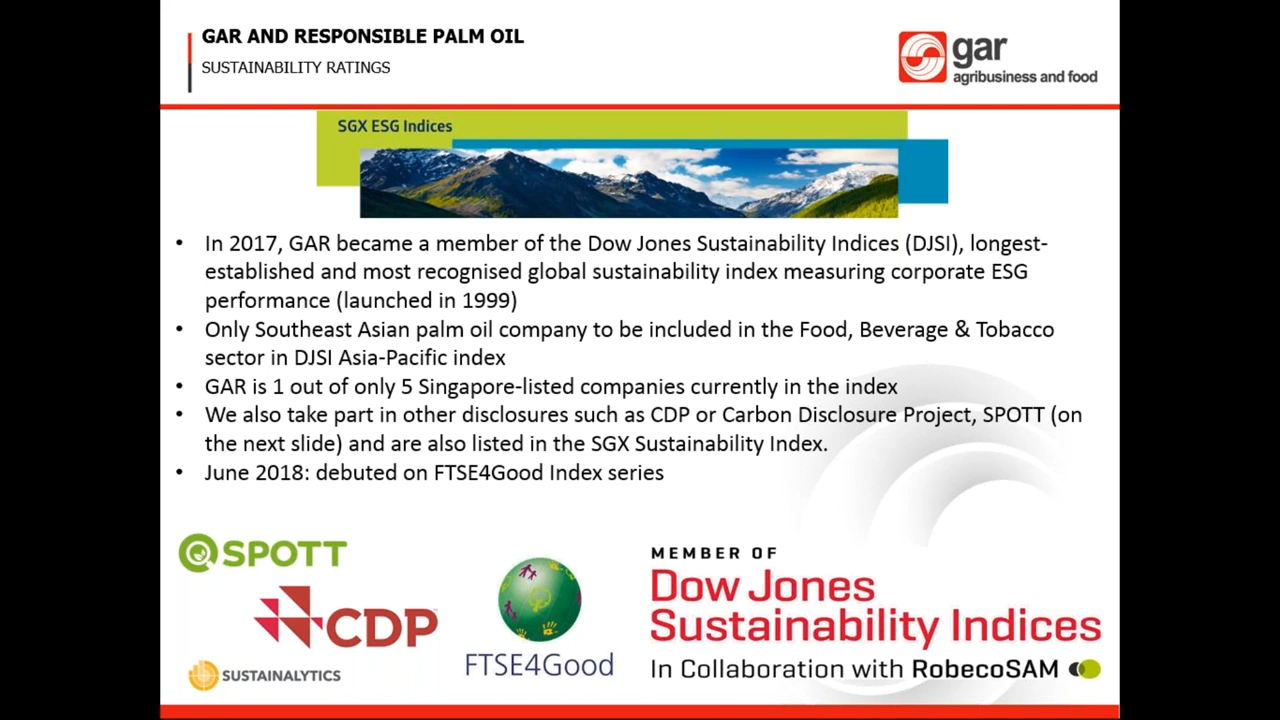 GAR AND RESPONSIBLE PALM OIL
SUSTAINABILITY RATINGS
gar
agribusiness and food
SGX ESG Indices
• In 2017, GAR became a member of the Dow Jones Sustainability Indices (DJSI), longest-
established and most recognised global sustainability index measuring corporate ESG
performance (launched in 1999)
• Only Southeast Asian palm oil company to be included in the Food, Beverage & Tobacco
sector in DJSI Asia-Pacific index
• GAR is 1 out of only 5 Singapore-listed companies currently in the index
• We also take part in other disclosures such as CDP or Carbon Disclosure Project, SPOTT (on
the next slide) and are also listed in the SGX Sustainability Index.
• June 2018: debuted on FTSE4Good Index series
SPOTT
CDP
SUSTAINALYTICS
FTSE4Good
MEMBER OF
Dow Jones
Sustainability Indices
In Collaboration with RobecoSAM